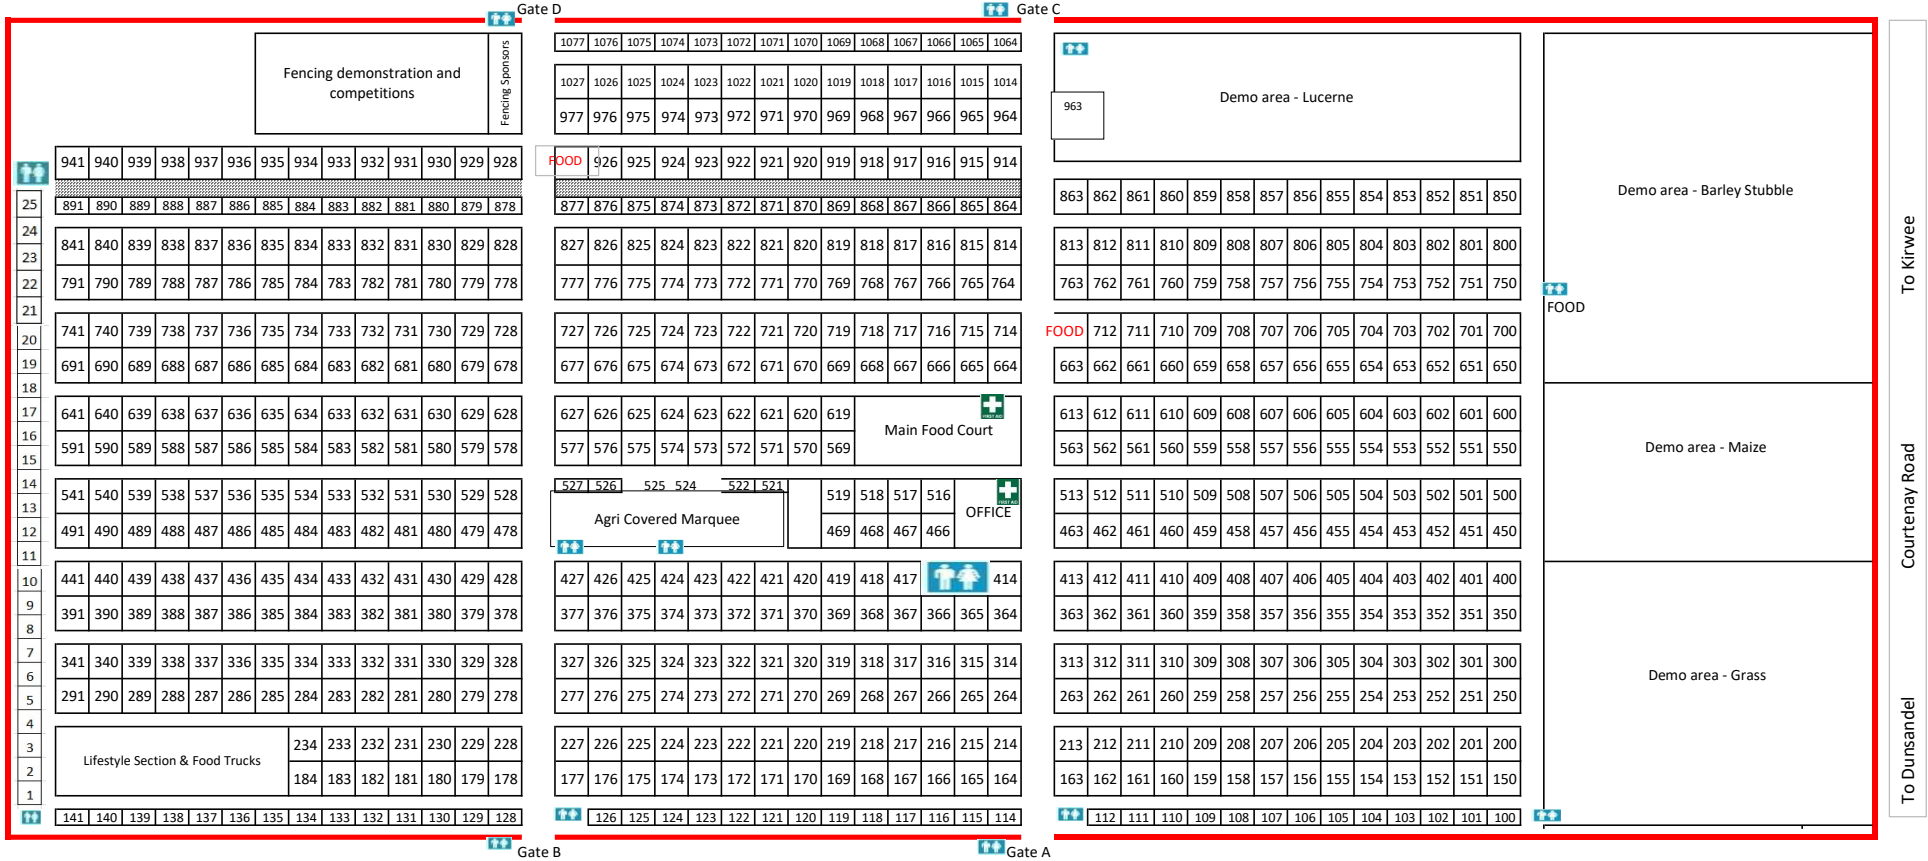 Gate D
Gate C
Fencing demonstration and
competitions
Fencing Sponsors
1077 1076 1075 1074 1073 1072 1071 1070 1069 1068 1067 1066 1065 1064
1027 1026 1025 1024 1023 1022 1021 1020 1019 1018 1017 1016 1015 1014
977 976 975 974 973 972 971 970 969 968 967 966 965 964
963
Demo area - Lucerne
Demo area - Barley Stubble
941 940 939 938 937 936 935 934 933 932 931 930 929 928
FOOD 926 925 924 923 922 921 920 919 918 917 916 915 914
891 890 889 888 887 886 885 884 883 882 881 880 879 878
877 876 875 874 873 872 871 870 869 868 867 866 865 864
863 862 861 860 859 858 857 856 855 854 853 852 851 850
841 840 839 838 837 836 835 834 833 832 831 830 829 828
827 826 825 824 823 822 821 820 819 818 817 816 815 814
813 812 811 810 809 808 807 806 805 804 803 802 801 800
791 790 789 788 787 786 785 784 783 782 781 780 779 778
777 776 775 774 773 772 771 770 769 768 767 766 765 764
763 762 761 760 759 758 757 756 755 754 753 752 751 750
FOOD
741 740 739 738 737 736 735 734 733 732 731 730 729 728
727 726 725 724 723 722 721 720 719 718 717 716 715 714
FOOD 712 711 710 709 708 707 706 705 704 703 702 701 700
691 690 689 688 687 686 685 684 683 682 681 680 679 678
677 676 675 674 673 672 671 670 669 668 667 666 665 664
663 662 661 660 659 658 657 656 655 654 653 652 651 650
641 640 639 638 637 636 635 634 633 632 631 630 629 628
627 626 625 624 623 622 621 620 619
Main Food Court
FIRST AID
613 612 611 610 609 608 607 606 605 604 603 602 601 600
591 590 589 588 587 586 585 584 583 582 581 580 579 578
577 576 575 574 573 572 571 570 569
563 562 561 560 559 558 557 556 555 554 553 552 551 550
Demo area - Maize
541 540 539 538 537 536 535 534 533 532 531 530 529 528
527 526 525 524 522 521
519 518 517 516
FIRST AID
OFFICE
513 512 511 510 509 508 507 506 505 504 503 502 501 500
Agri Covered Marquee
491 490 489 488 487 486 485 484 483 482 481 480 479 478
469 468 467 466
463 462 461 460 459 458 457 456 455 454 453 452 451 450
441 440 439 438 437 436 435 434 433 432 431 430 429 428
427 426 425 424 423 422 421 420 419 418 417 414
413 412 411 410 409 408 407 406 405 404 403 402 401 400
391 390 389 388 387 386 385 384 383 382 381 380 379 378
377 376 375 374 373 372 371 370 369 368 367 366 365 364
363 362 361 360 359 358 357 356 355 354 353 352 351 350
341 340 339 338 337 336 335 334 333 332 331 330 329 328
327 326 325 324 323 322 321 320 319 318 317 316 315 314
313 312 311 310 309 308 307 306 305 304 303 302 301 300
Demo area - Grass
291 290 289 288 287 286 285 284 283 282 281 280 279 278
277 276 275 274 273 272 271 270 269 268 267 266 265 264
263 262 261 260 259 258 257 256 255 254 253 252 251 250
Lifestyle Section & Food Trucks
234 233 232 231 230 229 228
227 226 225 224 223 222 221 220 219 218 217 216 215 214
213 212 211 210 209 208 207 206 205 204 203 202 201 200
184 183 182 181 180 179 178
177 176 175 174 173 172 171 170 169 168 167 166 165 164
163 162 161 160 159 158 157 156 155 154 153 152 151 150
141 140 139 138 137 136 135 134 133 132 131 130 129 128
126 125 124 123 122 121 120 119 118 117 116 115 114
112 111 110 109 108 107 106 105 104 103 102 101 100
25
24
23
22
21
20
19
18
17
16
15
14
13
12
11
10
9
8
7
6
5
4
3
2
1
Gate B
Gate A
To Kirwee
Courtenay Road
To Dunsandel